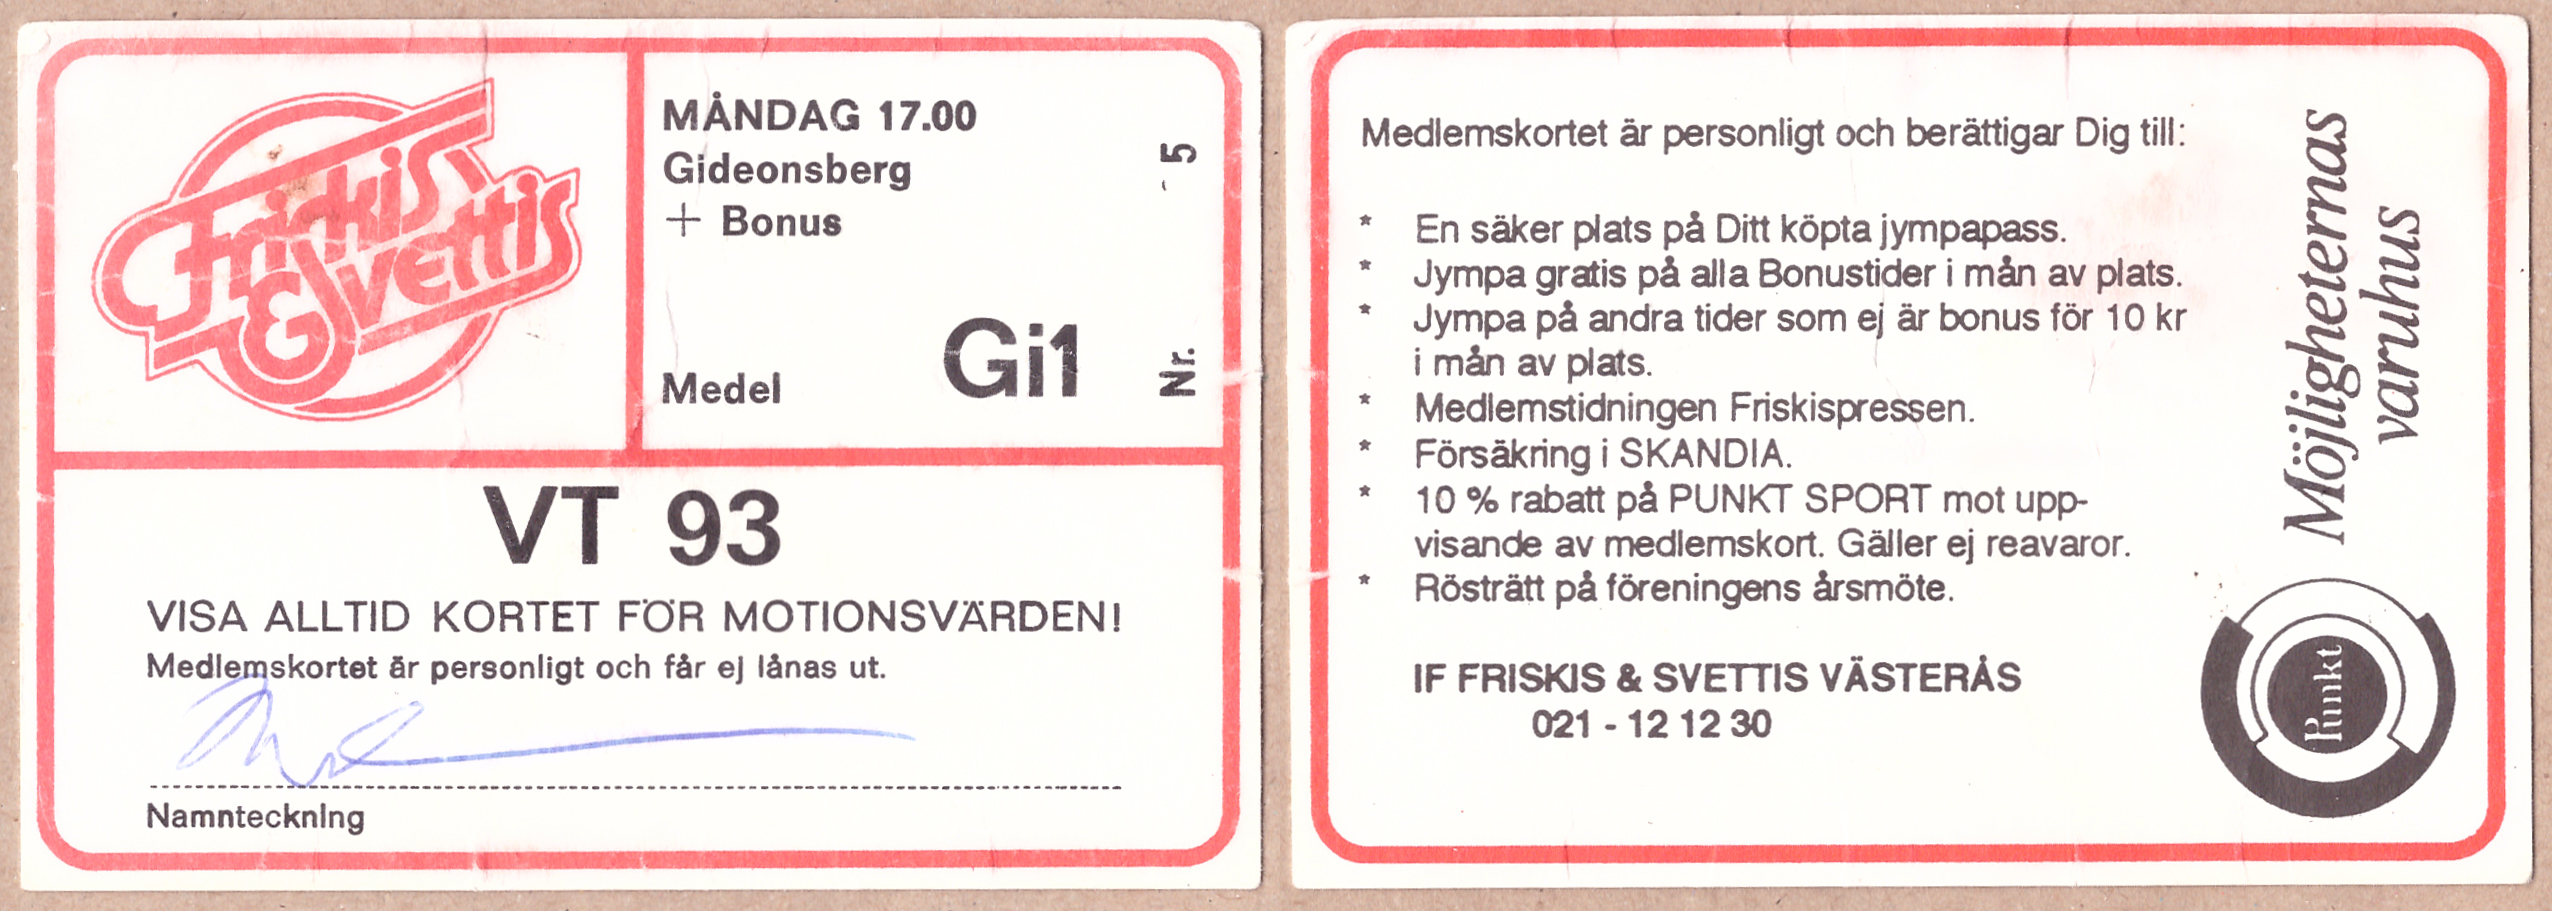 Friskis
& Svettis
MÅNDAG 17.00
Gideonsberg
+ Bonus
Medel Gi1
Nr. - 5
VT 93
VISA ALLTID KORTET FÖR MOTIONSVÄRDEN!
Medlemskortet är personligt och får ej lånas ut.
Namnteckning
Medlemskortet är personligt och berättigar Dig till:
* En säker plats på Ditt köpta jympapass.
* Jympa gratis på alla Bonustider i mån av plats.
* Jympa på andra tider som ej är bonus för 10 kr
i mån av plats.
* Medlemstidningen Friskispressen.
* Försäkring i SKANDIA.
* 10 % rabatt på PUNKT SPORT mot upp-
visande av medlemskort. Gäller ej reavaror.
* Rösträtt på föreningens årsmöte.
IF FRISKIS & SVETTIS VÄSTERÅS
021 - 12 12 30
Möjligheternas
varuhus
Punkt